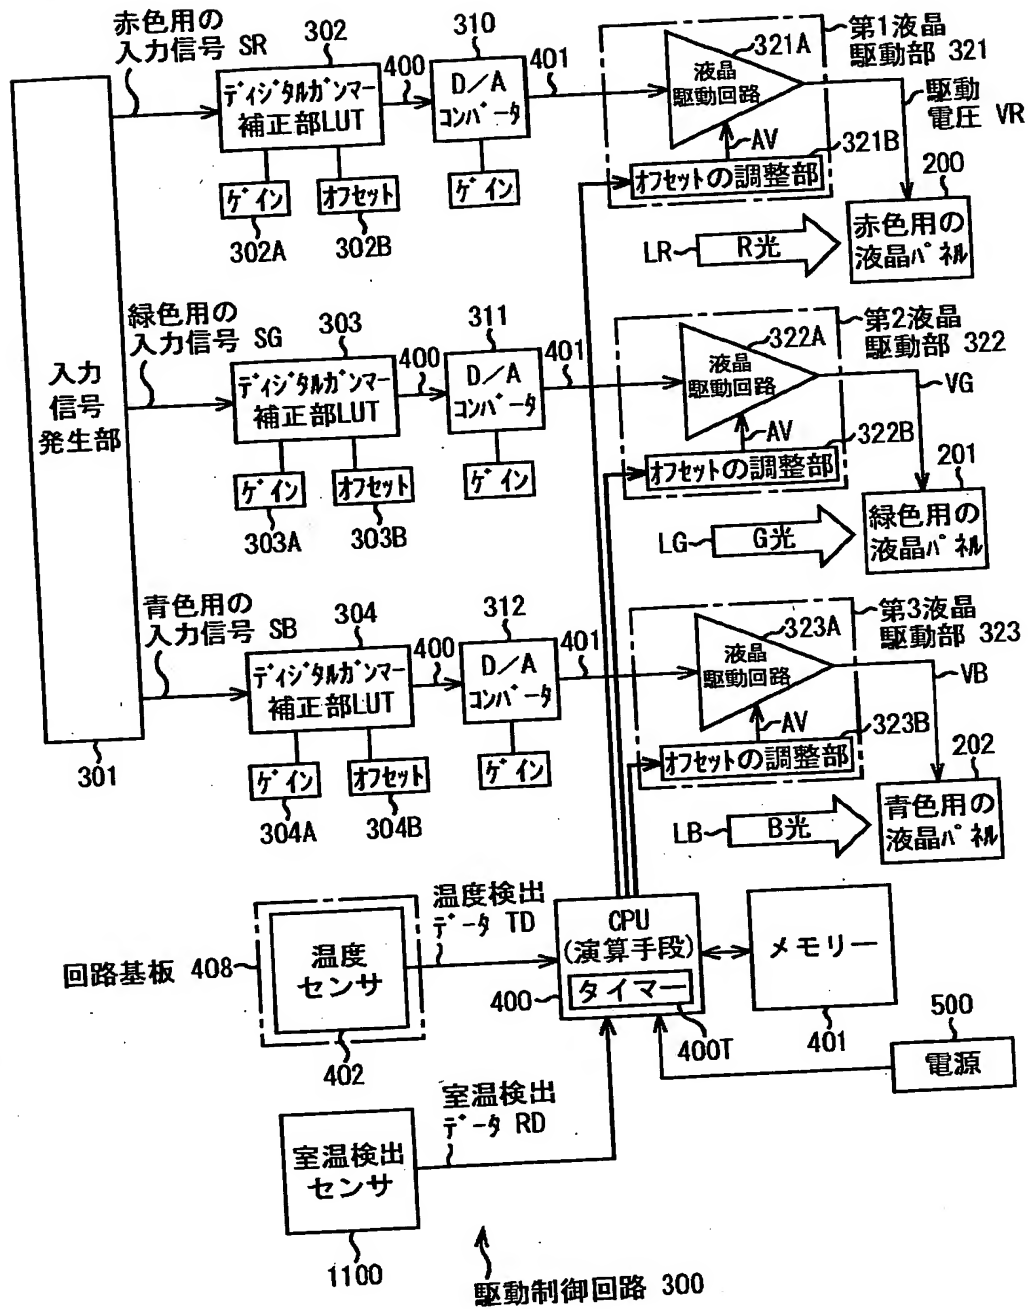 赤色用の
入力信号 SR
302
ディジタルガンマー
補正部LUT
400
310
D/A
コンバータ
401
321A
液晶
駆動回路
第1液晶
駆動部 321
駆動
電圧 VR
AV
321B
オフセットの調整部
ゲイン
302A
オフセット
302B
ゲイン
LR
R光
200
赤色用の
液晶パネル
入力
信号
発生部
301
緑色用の
入力信号 SG
303
ディジタルガンマー
補正部LUT
400
311
D/A
コンバータ
401
322A
液晶
駆動回路
第2液晶
駆動部 322
VG
AV
322B
オフセットの調整部
ゲイン
303A
オフセット
303B
ゲイン
LG
G光
201
緑色用の
液晶パネル
青色用の
入力信号 SB
304
ディジタルガンマー
補正部LUT
400
312
D/A
コンバータ
401
323A
液晶
駆動回路
第3液晶
駆動部 323
VB
AV
323B
オフセットの調整部
ゲイン
304A
オフセット
304B
ゲイン
LB
B光
202
青色用の
液晶パネル
回路基板 408
温度
センサ
402
温度検出
データ TD
CPU
(演算手段)
タイマー
400
400T
メモリー
401
500
電源
室温検出
センサ
1100
室温検出
データ RD
駆動制御回路 300